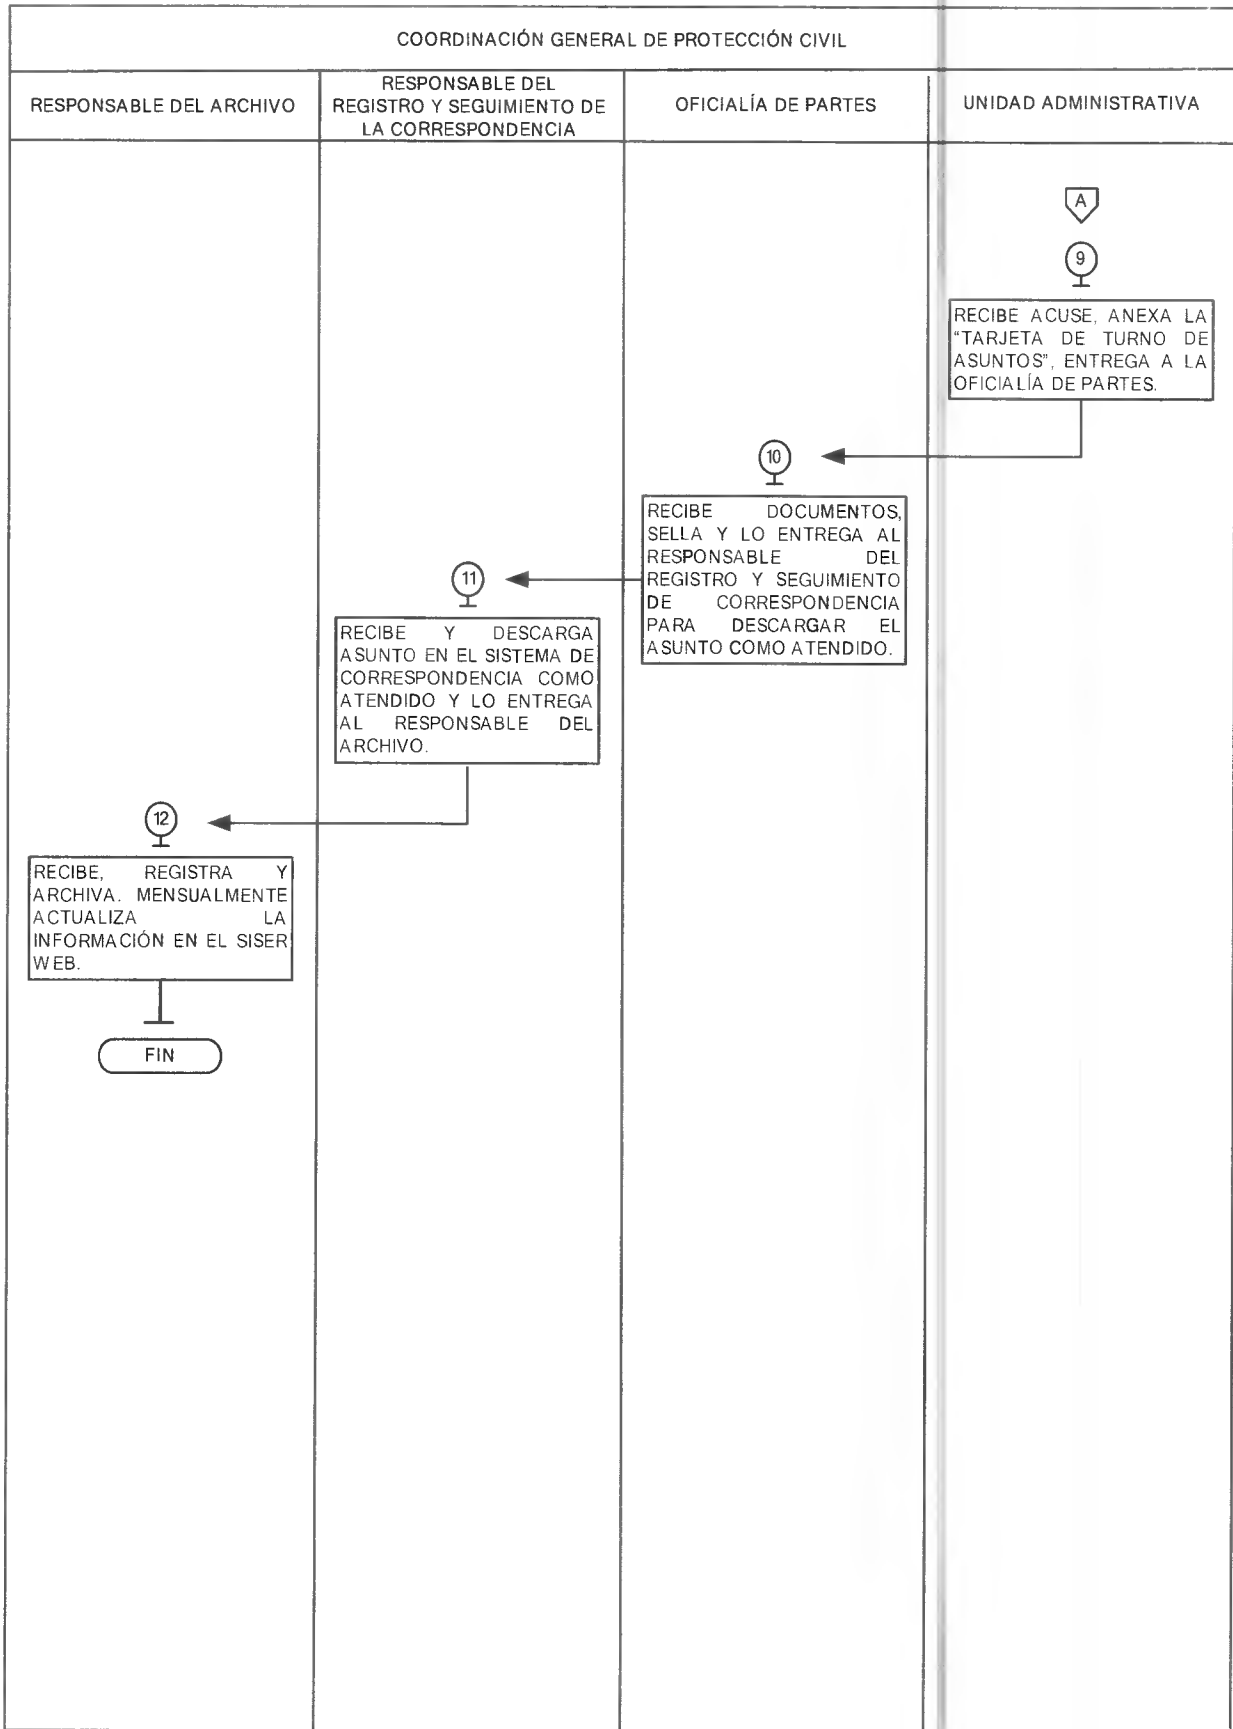 COORDINACIÓN GENERAL DE PROTECCIÓN CIVIL
RESPONSABLE DEL ARCHIVO
RESPONSABLE DEL
REGISTRO Y SEGUIMIENTO DE
LA CORRESPONDENCIA
OFICIALÍA DE PARTES
UNIDAD ADMINISTRATIVA
A
9
RECIBE ACUSE, ANEXA LA
"TARJETA DE TURNO DE
ASUNTOS", ENTREGA A LA
OFICIALÍA DE PARTES.
10
RECIBE DOCUMENTOS,
SELLA Y LO ENTREGA AL
RESPONSABLE DEL
REGISTRO Y SEGUIMIENTO
DE CORRESPONDENCIA
PARA DESCARGAR EL
ASUNTO COMO ATENDIDO.
11
RECIBE Y DESCARGA
ASUNTO EN EL SISTEMA DE
CORRESPONDENCIA COMO
ATENDIDO Y LO ENTREGA
AL RESPONSABLE DEL
ARCHIVO.
12
RECIBE, REGISTRA Y
ARCHIVA. MENSUALMENTE
ACTUALIZA LA
INFORMACIÓN EN EL SISER
WEB.
FIN